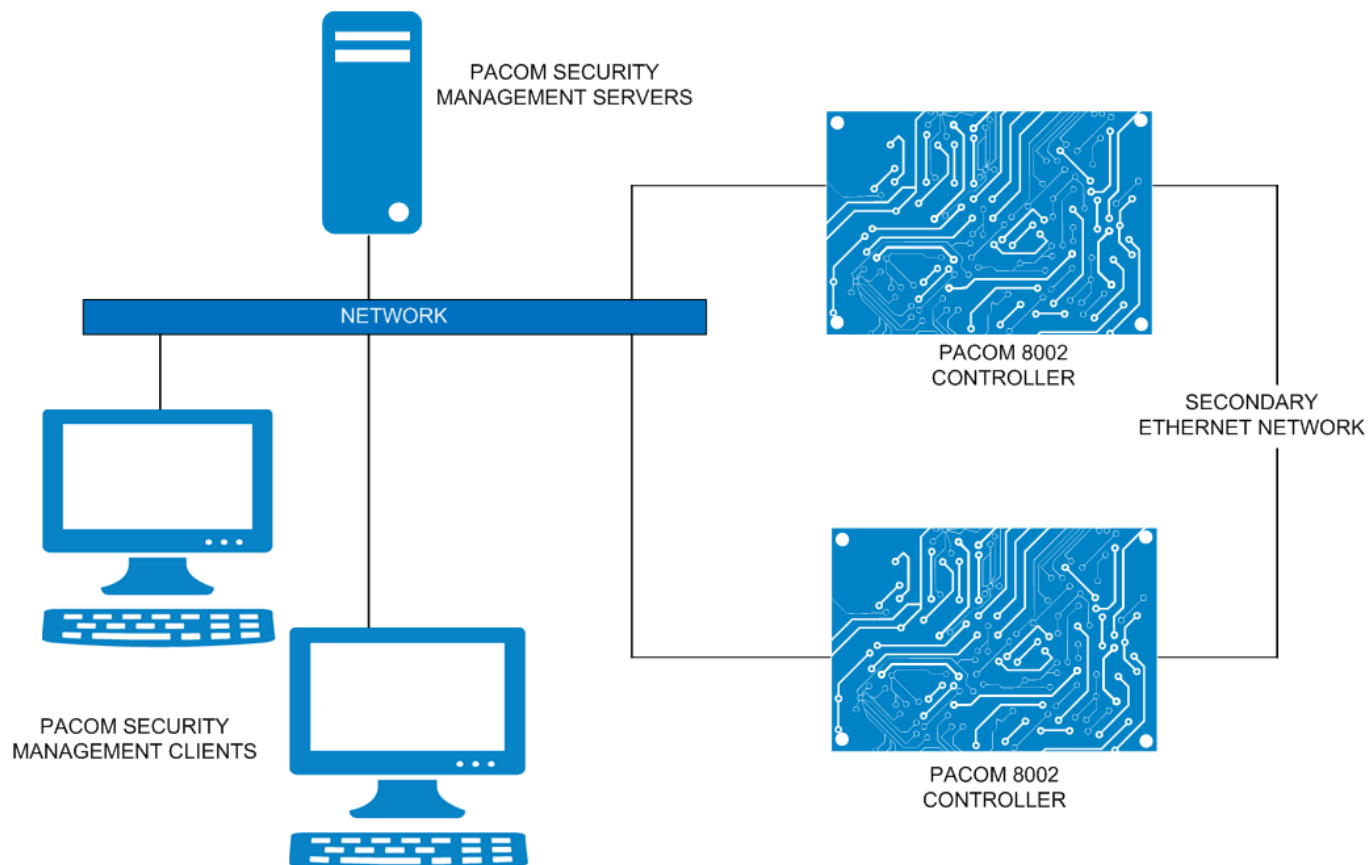 PACOM SECURITY
MANAGEMENT SERVERS
NETWORK
PACOM 8002
CONTROLLER
SECONDARY
ETHERNET NETWORK
PACOM SECURITY
MANAGEMENT CLIENTS
PACOM 8002
CONTROLLER